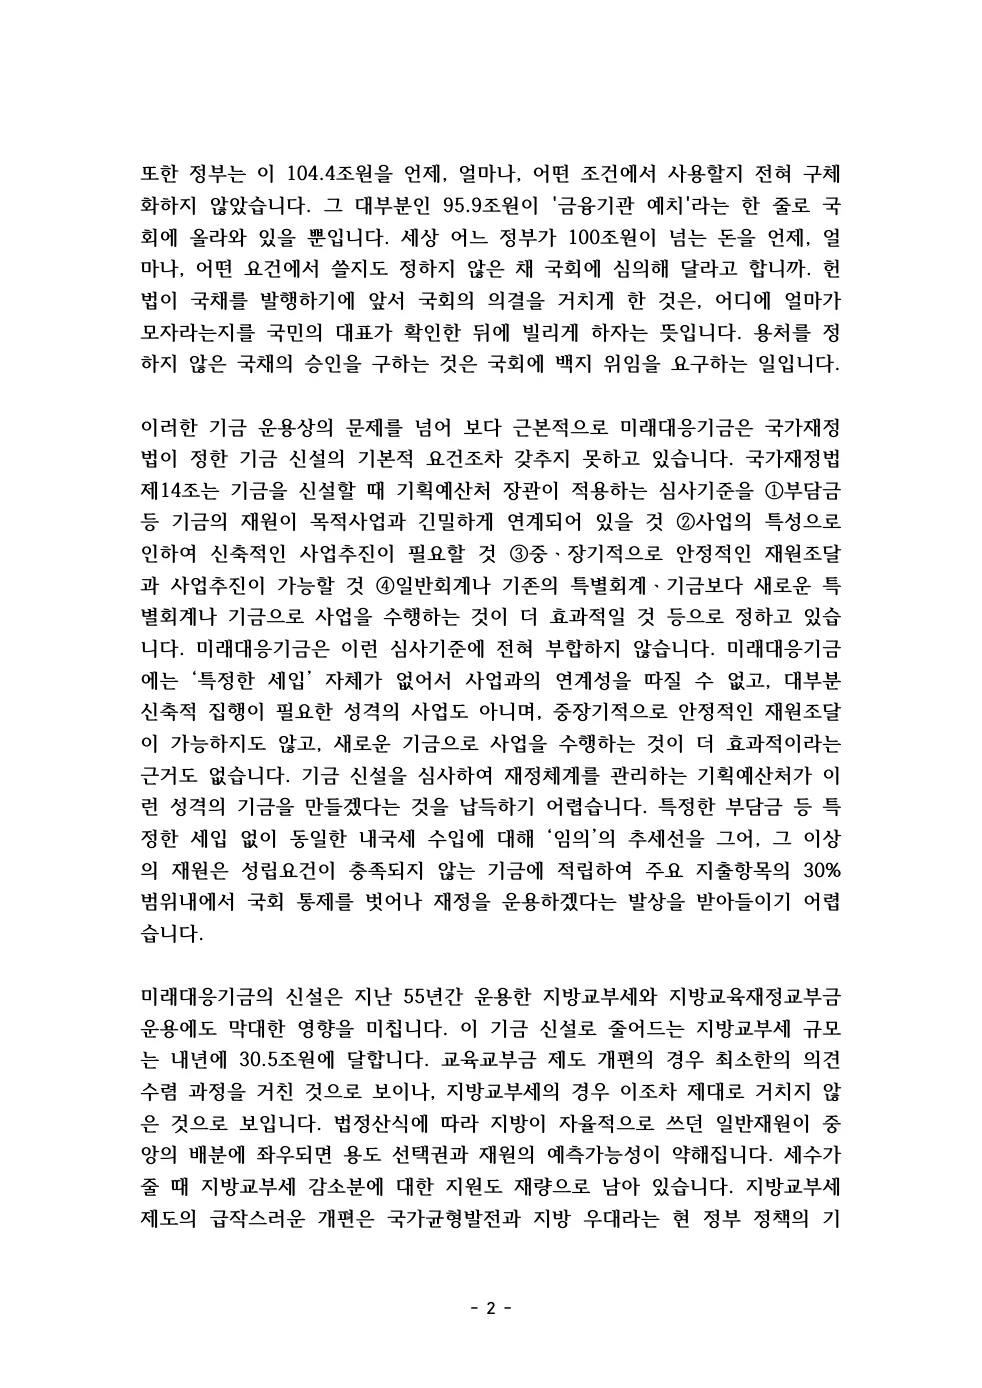 또한 정부는 이 104.4조원을 언제, 얼마나, 어떤 조건에서 사용할지 전혀 구체
화하지 않았습니다. 그 대부분인 95.9조원이 '금융기관 예치'라는 한 줄로 국
회에 올라와 있을 뿐입니다. 세상 어느 정부가 100조원이 넘는 돈을 언제, 얼
마나, 어떤 요건에서 쓸지도 정하지 않은 채 국회에 심의해 달라고 합니까. 헌
법이 국채를 발행하기에 앞서 국회의 의결을 거치게 한 것은, 어디에 얼마가
모자라는지를 국민의 대표가 확인한 뒤에 빌리게 하자는 뜻입니다. 용처를 정
하지 않은 국채의 승인을 구하는 것은 국회에 백지 위임을 요구하는 일입니다.
이러한 기금 운용상의 문제를 넘어 보다 근본적으로 미래대응기금은 국가재정
법이 정한 기금 신설의 기본적 요건조차 갖추지 못하고 있습니다. 국가재정법
제14조는 기금을 신설할 때 기획예산처 장관이 적용하는 심사기준을 ①부담금
등 기금의 재원이 목적사업과 긴밀하게 연계되어 있을 것 ②사업의 특성으로
인하여 신축적인 사업추진이 필요할 것 ③중ㆍ장기적으로 안정적인 재원조달
과 사업추진이 가능할 것 ④일반회계나 기존의 특별회계ㆍ기금보다 새로운 특
별회계나 기금으로 사업을 수행하는 것이 더 효과적일 것 등으로 정하고 있습
니다. 미래대응기금은 이런 심사기준에 전혀 부합하지 않습니다. 미래대응기금
에는 ‘특정한 세입’ 자체가 없어서 사업과의 연계성을 따질 수 없고, 대부분
신축적 집행이 필요한 성격의 사업도 아니며, 중장기적으로 안정적인 재원조달
이 가능하지도 않고, 새로운 기금으로 사업을 수행하는 것이 더 효과적이라는
근거도 없습니다. 기금 신설을 심사하여 재정체계를 관리하는 기획예산처가 이
런 성격의 기금을 만들겠다는 것을 납득하기 어렵습니다. 특정한 부담금 등 특
정한 세입 없이 동일한 내국세 수입에 대해 ‘임의’의 추세선을 그어, 그 이상
의 재원은 성립요건이 충족되지 않는 기금에 적립하여 주요 지출항목의 30%
범위내에서 국회 통제를 벗어나 재정을 운용하겠다는 발상을 받아들이기 어렵
습니다.
미래대응기금의 신설은 지난 55년간 운용한 지방교부세와 지방교육재정교부금
운용에도 막대한 영향을 미칩니다. 이 기금 신설로 줄어드는 지방교부세 규모
는 내년에 30.5조원에 달합니다. 교육교부금 제도 개편의 경우 최소한의 의견
수렴 과정을 거친 것으로 보이나, 지방교부세의 경우 이조차 제대로 거치지 않
은 것으로 보입니다. 법정산식에 따라 지방이 자율적으로 쓰던 일반재원이 중
앙의 배분에 좌우되면 용도 선택권과 재원의 예측가능성이 약해집니다. 세수가
줄 때 지방교부세 감소분에 대한 지원도 재량으로 남아 있습니다. 지방교부세
제도의 급작스러운 개편은 국가균형발전과 지방 우대라는 현 정부 정책의 기
- 2 -